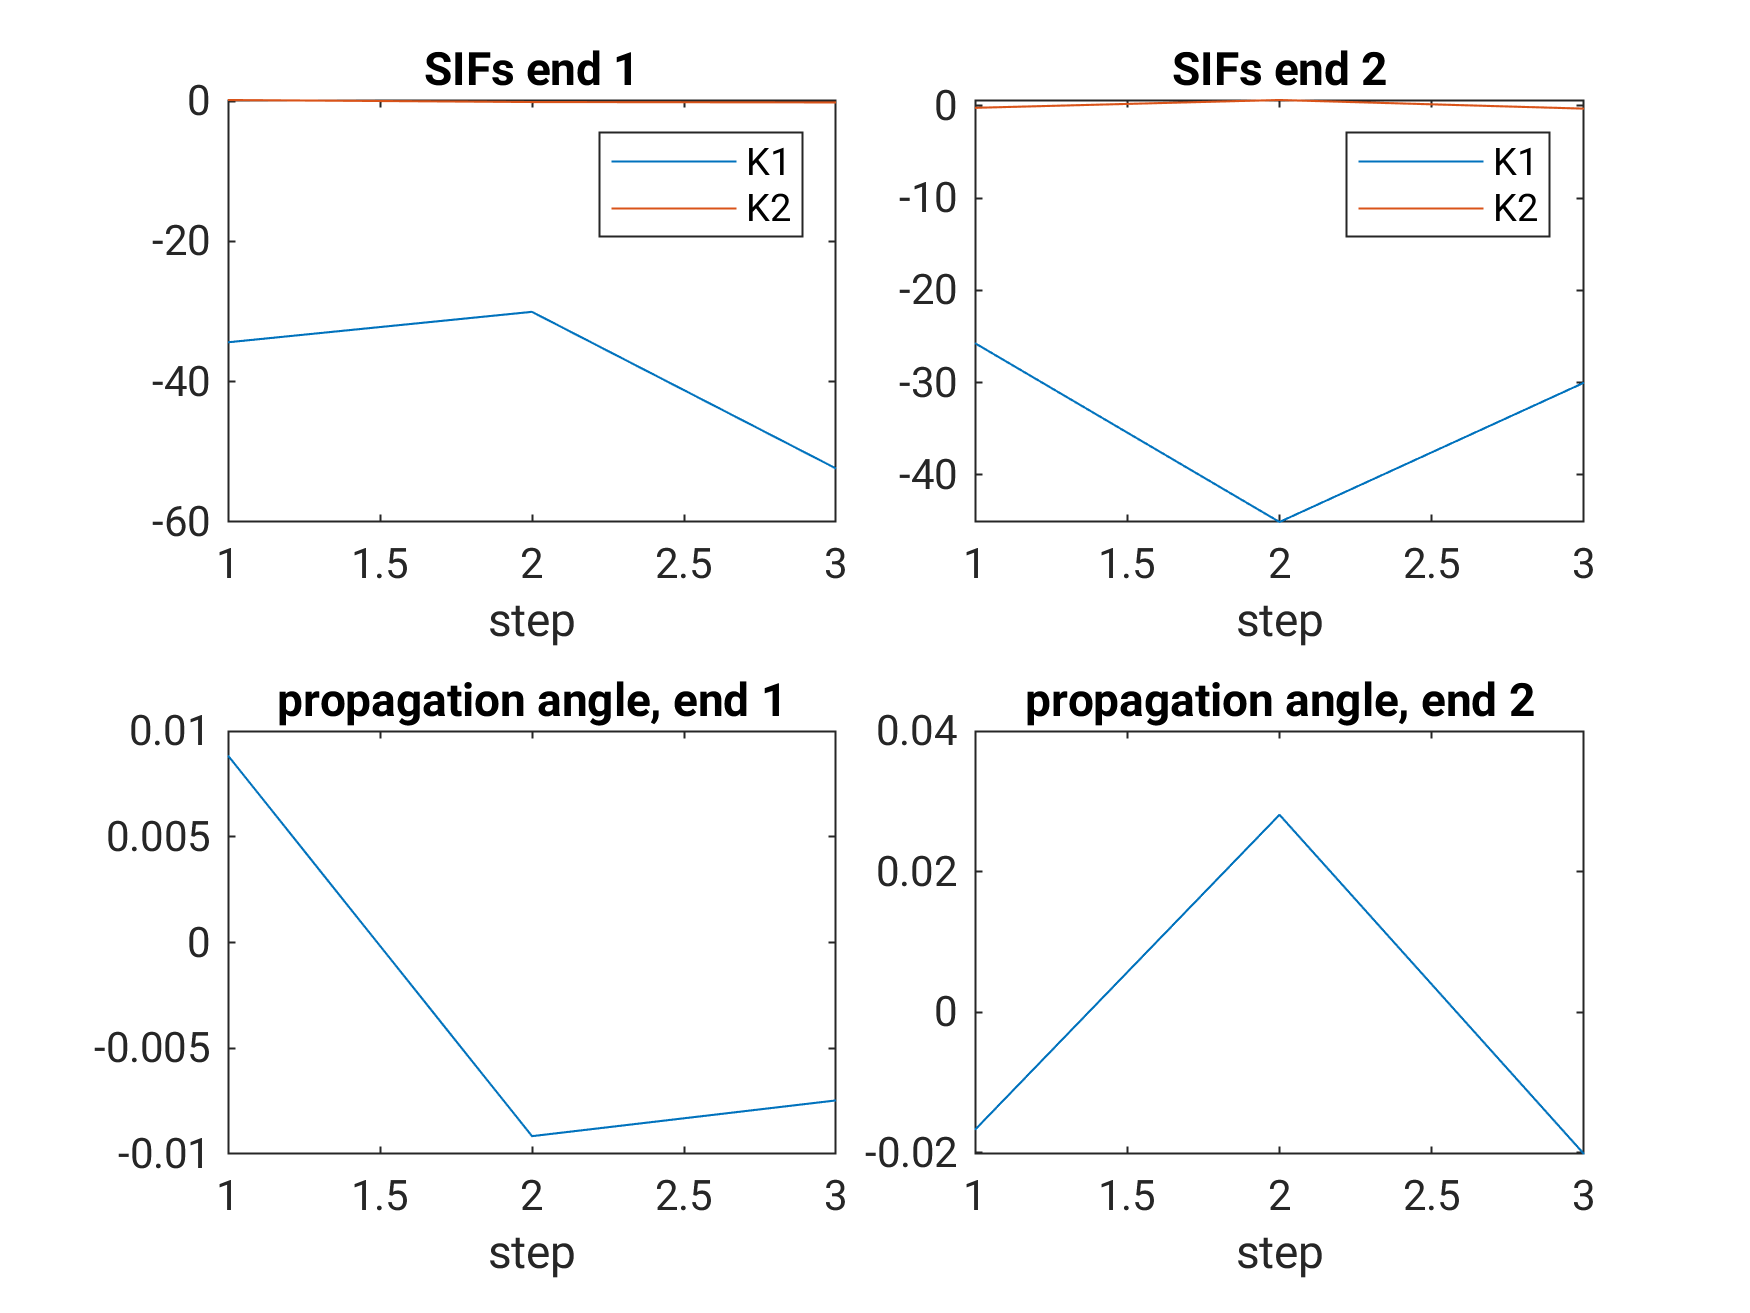 SIFs end 1
0
-20
-40
-60
1 1.5 2 2.5 3
step
K1
K2
SIFs end 2
0
-10
-20
-30
-40
1 1.5 2 2.5 3
step
K1
K2
propagation angle, end 1
0.01
0.005
0
-0.005
-0.01
1 1.5 2 2.5 3
step
propagation angle, end 2
0.04
0.02
0
-0.02
1 1.5 2 2.5 3
step